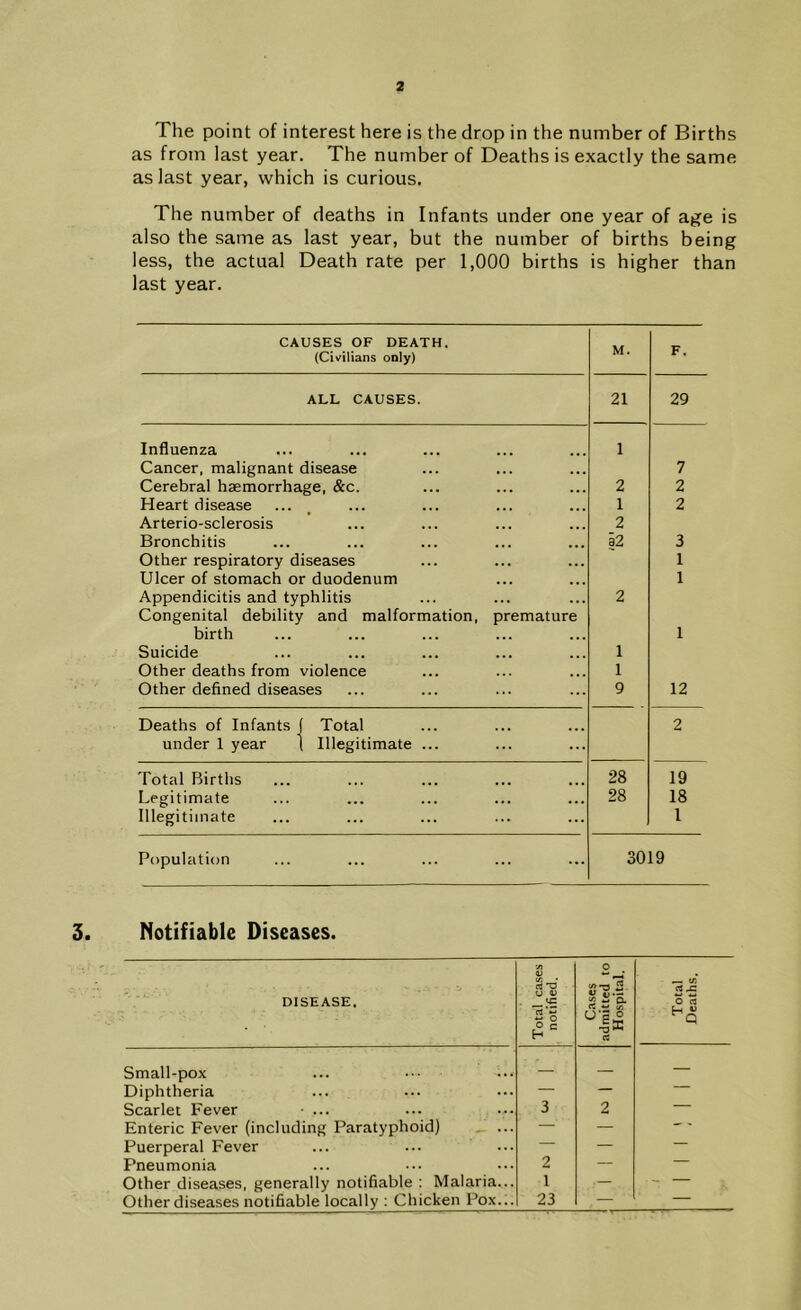 2
The point of interest here is the drop in the number of Births
as from last year. The number of Deaths is exactly the same
as last year, which is curious.
The number of deaths in Infants under one year of age is
also the same as last year, but the number of births being
less, the actual Death rate per 1,000 births is higher than
last year.
CAUSES OF DEATH. (Civilians only) M. F.
ALL CAUSES. 21 29
Influenza ... ... ... ... ... 1
Cancer, malignant disease ... ... ... 7
Cerebral hæmorrhage, &c. ... ... ... 2 2
Heart disease ... ... ... ... ... 1 2
Arterio-sclerosis ... ... ... ... 2
Bronchitis ... ... ... ... ... a2 3
Other respiratory diseases ... ... ... 1
Ulcer of stomach or duodenum ... ... 1
Appendicitis and typhlitis ... ... ... 2
Congenital debility and malformation, premature
birth ... ... ... ... ... 1
Suicide ... ... ... ... ... 1
Other deaths from violence ... ... ... 1
Other defined diseases ... ... ... ... 9 12
Deaths of Infants { Total ... ... ... 2
under 1 year { Illegitimate ... ... ...
Total Births ... ... ... ... ... 28 19
Legitimate ... ... ... ... ... 28 18
Illegitimate ... ... ... ... ... 1
Population ... ... ... ... ... 3019
3. Notifiable Diseases.
DISEASE. Total cases notified. Cases admitted to Hospital. Total Deaths.
Small-pox ... ... ... — — —
Diphtheria ... ... ... — — —
Scarlet Fever ... ... ... 3 2 —
Enteric Fever (including Paratyphoid) ... — — —
Puerperal Fever ... ... ... — — —
Pneumonia ... ... ... 2 — —
Other diseases, generally notifiable : Malaria... 1 — —
Other diseases notifiable locally : Chicken Pox... 23 — —